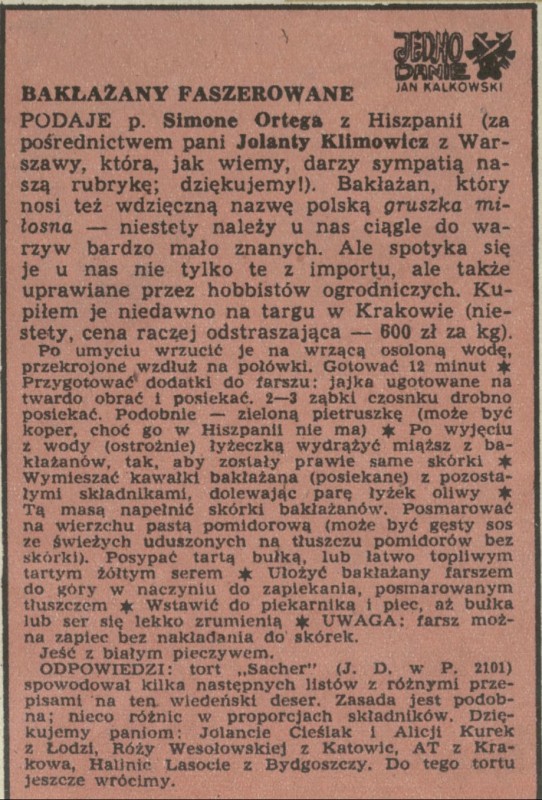 JEDNO
DANIE
JAN KALKOWSKI
BAKŁAŻANY FASZEROWANE
PODAJE p. Simone Ortega z Hiszpanii (za
pośrednictwem pani Jolanty Klimowicz z War-
szawy, która, jak wiemy, darzy sympatią na-
szą rubrykę; dziękujemy!). Bakłażan, który
nosi też wdzięczną nazwę polską gruszka mi-
łosna — niestety należy u nas ciągle do wa-
rzyw bardzo mało znanych. Ale spotyka się
je u nas nie tylko te z importu, ale także
uprawiane przez hobbistów ogrodniczych. Ku-
piłem je niedawno na targu w Krakowie (nie-
stety, cena raczej odstraszająca — 600 zł za kg).
Po umyciu wrzucić je na wrzącą osoloną wodę,
przekrojone wzdłuż na połówki. Gotować 12 minut ✱
Przygotować dodatki do farszu: jajka ugotowane na
twardo obrać i posiekać. 2—3 ząbki czosnku drobno
posiekać. Podobnie — zieloną pietruszkę (może być
koper, choć go w Hiszpanii nie ma) ✱ Po wyjęciu
z wody (ostrożnie) łyżeczką wydrążyć miąższ z ba-
kłażanów, tak, aby zostały prawie same skórki ✱
Wymieszać kawałki bakłażana (posiekane) z pozosta-
łymi składnikami, dolewając parę łyżek oliwy ✱
Tą masą napełnić skórki bakłażanów. Posmarować
na wierzchu pastą pomidorową (może być gęsty sos
ze świeżych uduszonych na tłuszczu pomidorów bez
skórki). Posypać tartą bułką, lub łatwo topliwym
tartym żółtym serem ✱ Ułożyć bakłażany farszem
do góry w naczyniu do zapiekania, posmarowanym
tłuszczem ✱ Wstawić do piekarnika i piec, aż bułka
lub ser się lekko zrumienią ✱ UWAGA: farsz moż-
na zapiec bez nakładania do skórek.
Jeść z białym pieczywem.
ODPOWIEDZI: tort „Sacher" (J. D. w P. 2101)
spowodował kilka następnych listów z różnymi prze-
pisami na ten wiedeński deser. Zasada jest podob-
na; nieco różnic w proporcjach składników. Dzię-
kujemy paniom: Jolancie Cieślak i Alicji Kurek
z Łodzi, Róży Wesołowskiej z Katowic, AT z Kra-
kowa, Halinie Lasocie z Bydgoszczy. Do tego tortu
jeszcze wrócimy.